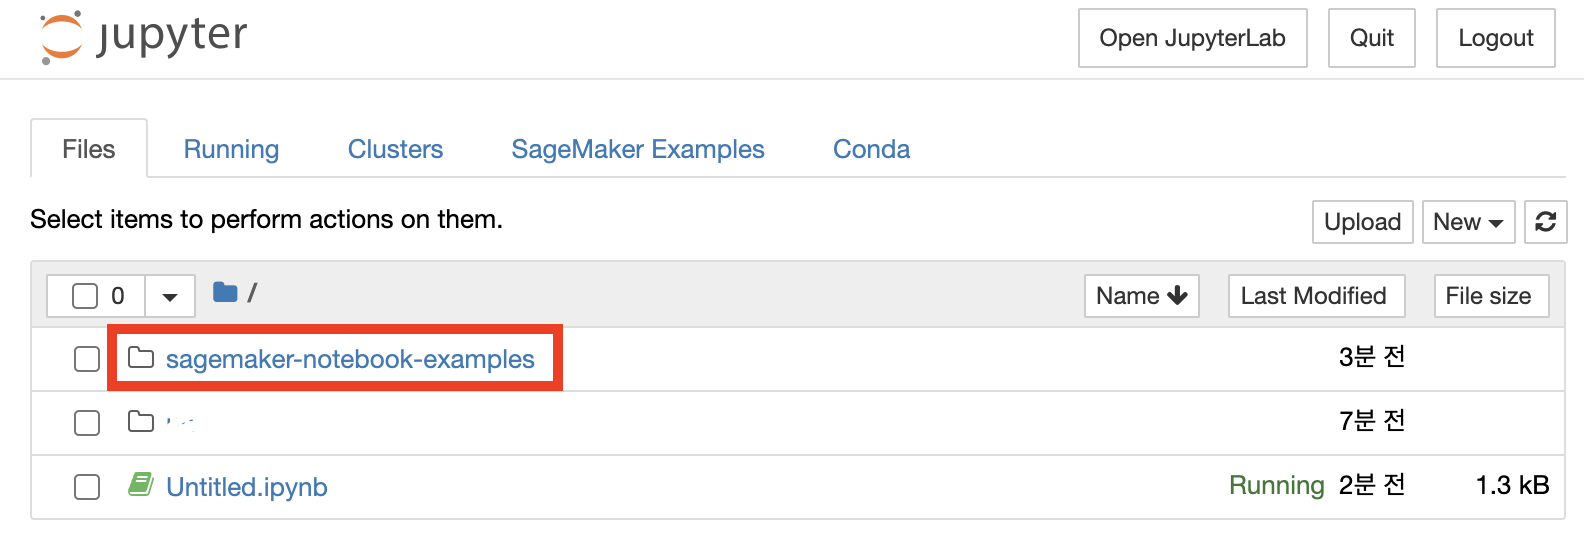 jupyter
Open JupyterLab Quit Logout
Files Running Clusters SageMaker Examples Conda
Select items to perform actions on them.
Upload New
0 / Name Last Modified File size
sagemaker-notebook-examples 3분 전
7분 전
Untitled.ipynb Running 2분 전 1.3 kB